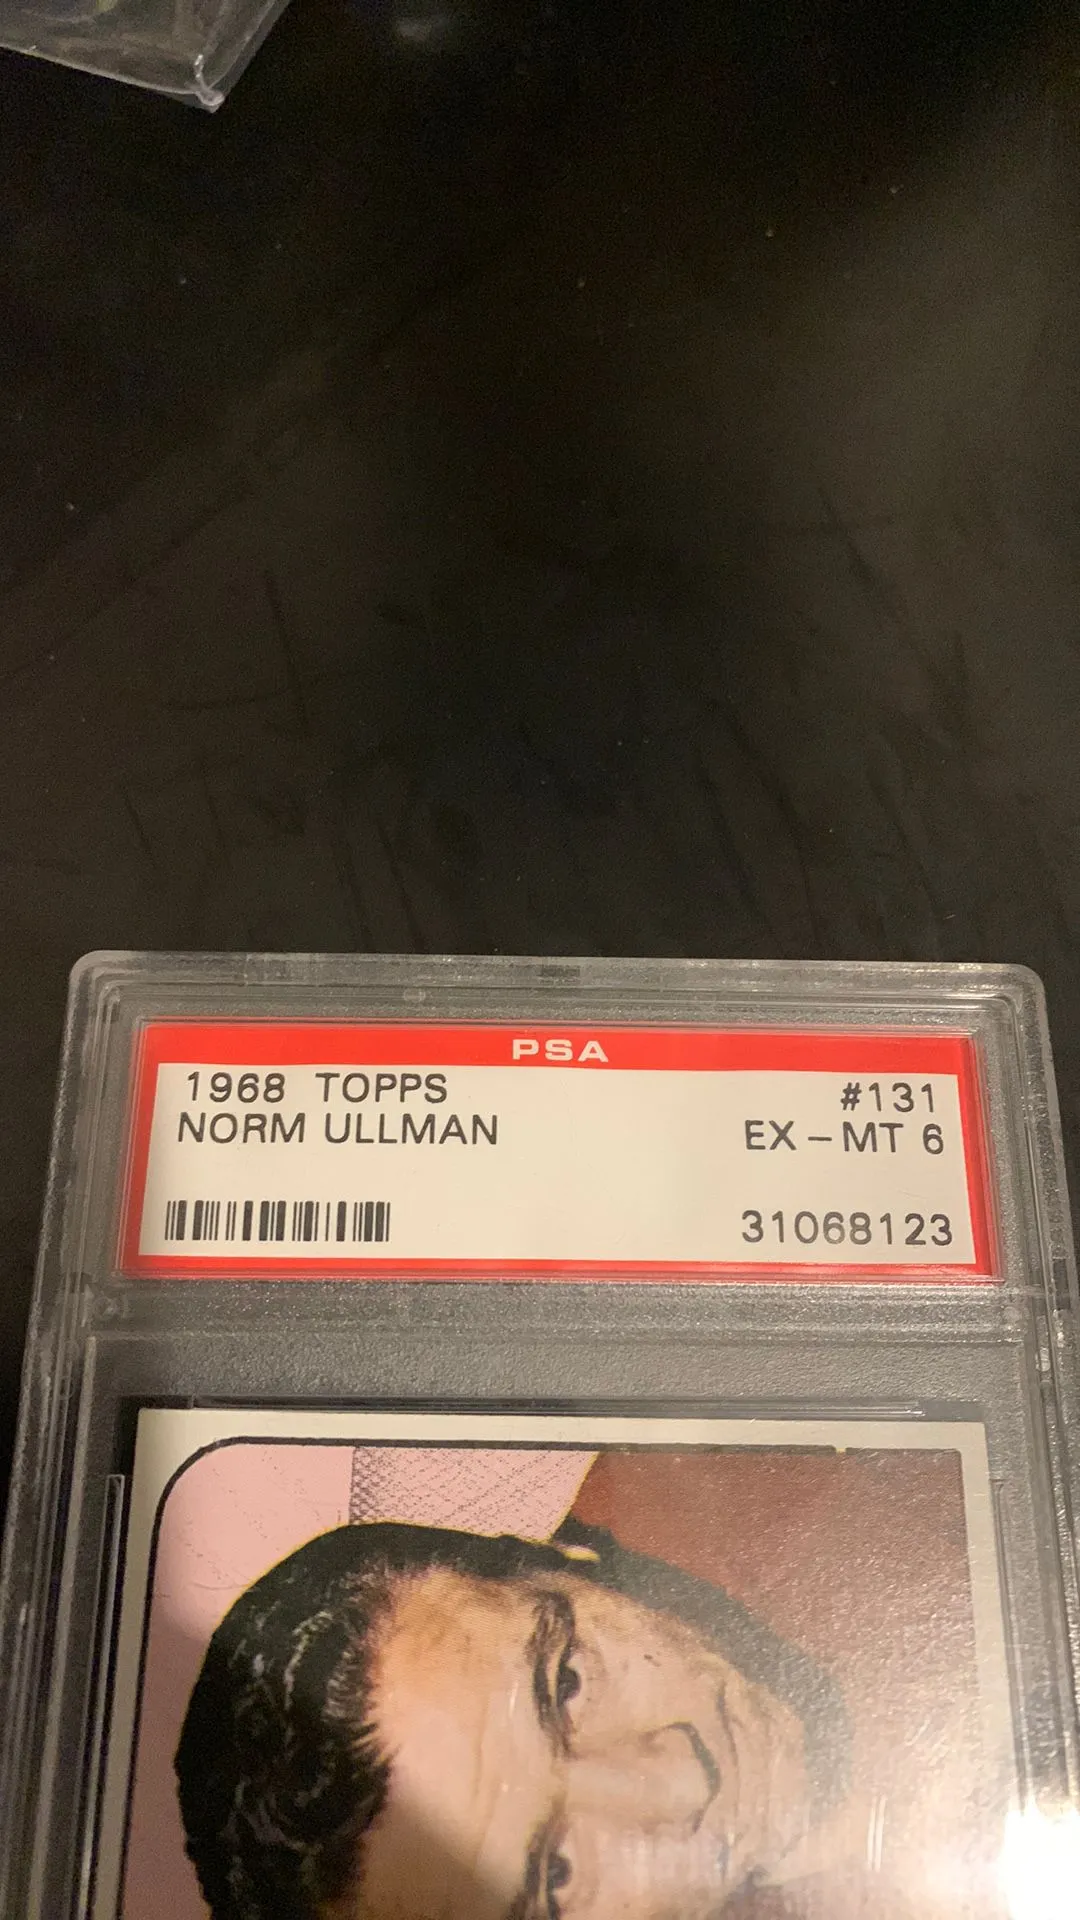 PSA
1968 TOPPS #131
NORM ULLMAN EX-MT 6
31068123